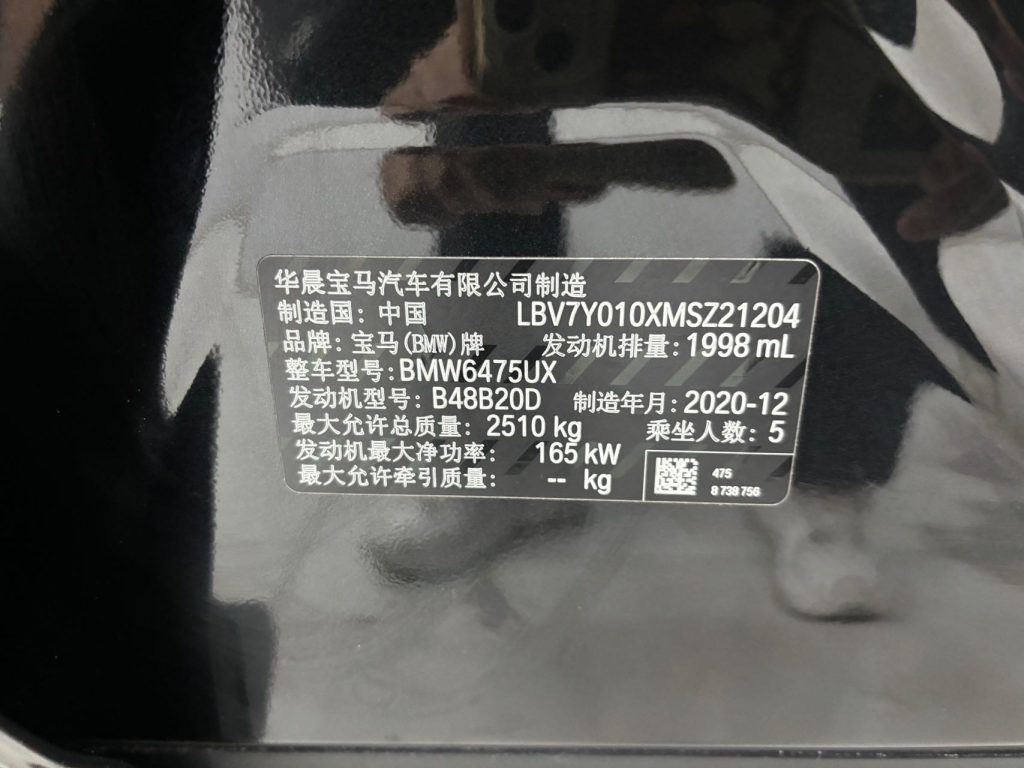 华晨宝马汽车有限公司制造
制造国: 中国 LBV7Y010XMSZ21204
品牌: 宝马(BMW)牌 发动机排量: 1998 mL
整车型号: BMW6475UX
发动机型号: B48B20D 制造年月: 2020-12
最大允许总质量: 2510 kg 乘坐人数: 5
发动机最大净功率: 165 kW
最大允许牵引质量: -- kg
475
8 738 756